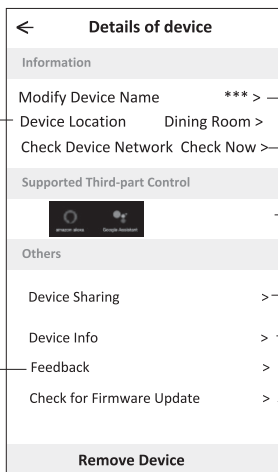 Details of device
Information
Modify Device Name *** >
Device Location Dining Room >
Check Device Network Check Now >
Supported Third-part Control
amazon alexa Google Assistant
Others
Device Sharing >
Device Info >
Feedback >
Check for Firmware Update >
Remove Device